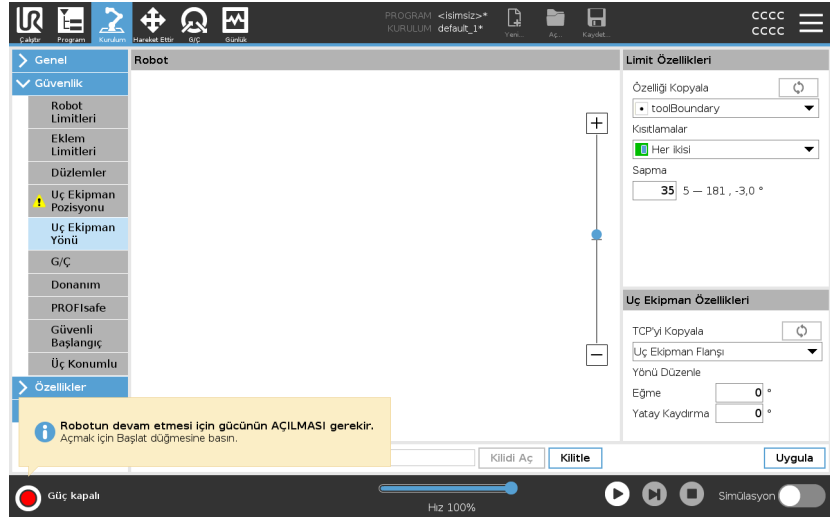 UR
Çalıştır
Program
Kurulum
Hareket Ettir
G/Ç
Günlük
PROGRAM <isimsiz>*
KURULUM default_1*
Yeni...
Aç...
Kaydet...
cccc
cccc
Genel
Güvenlik
Robot
Limitleri
Eklem
Limitleri
Düzlemler
Uç Ekipman
Pozisyonu
Uç Ekipman
Yönü
G/Ç
Donanım
PROFIsafe
Güvenli
Başlangıç
Üç Konumlu
Özellikler
Robot
Limit Özellikleri
Özelliği Kopyala
toolBoundary
Kısıtlamalar
Her ikisi
Sapma
35 5 — 181 , -3,0 °
Uç Ekipman Özellikleri
TCP'yi Kopyala
Uç Ekipman Flanşı
Yönü Düzenle
Eğme 0 °
Yatay Kaydırma 0 °
Robotun devam etmesi için gücünün AÇILMASI gerekir.
Açmak için Başlat düğmesine basın.
Kilidi Aç
Kilitle
Uygula
Güç kapalı
Hız 100%
Simülasyon